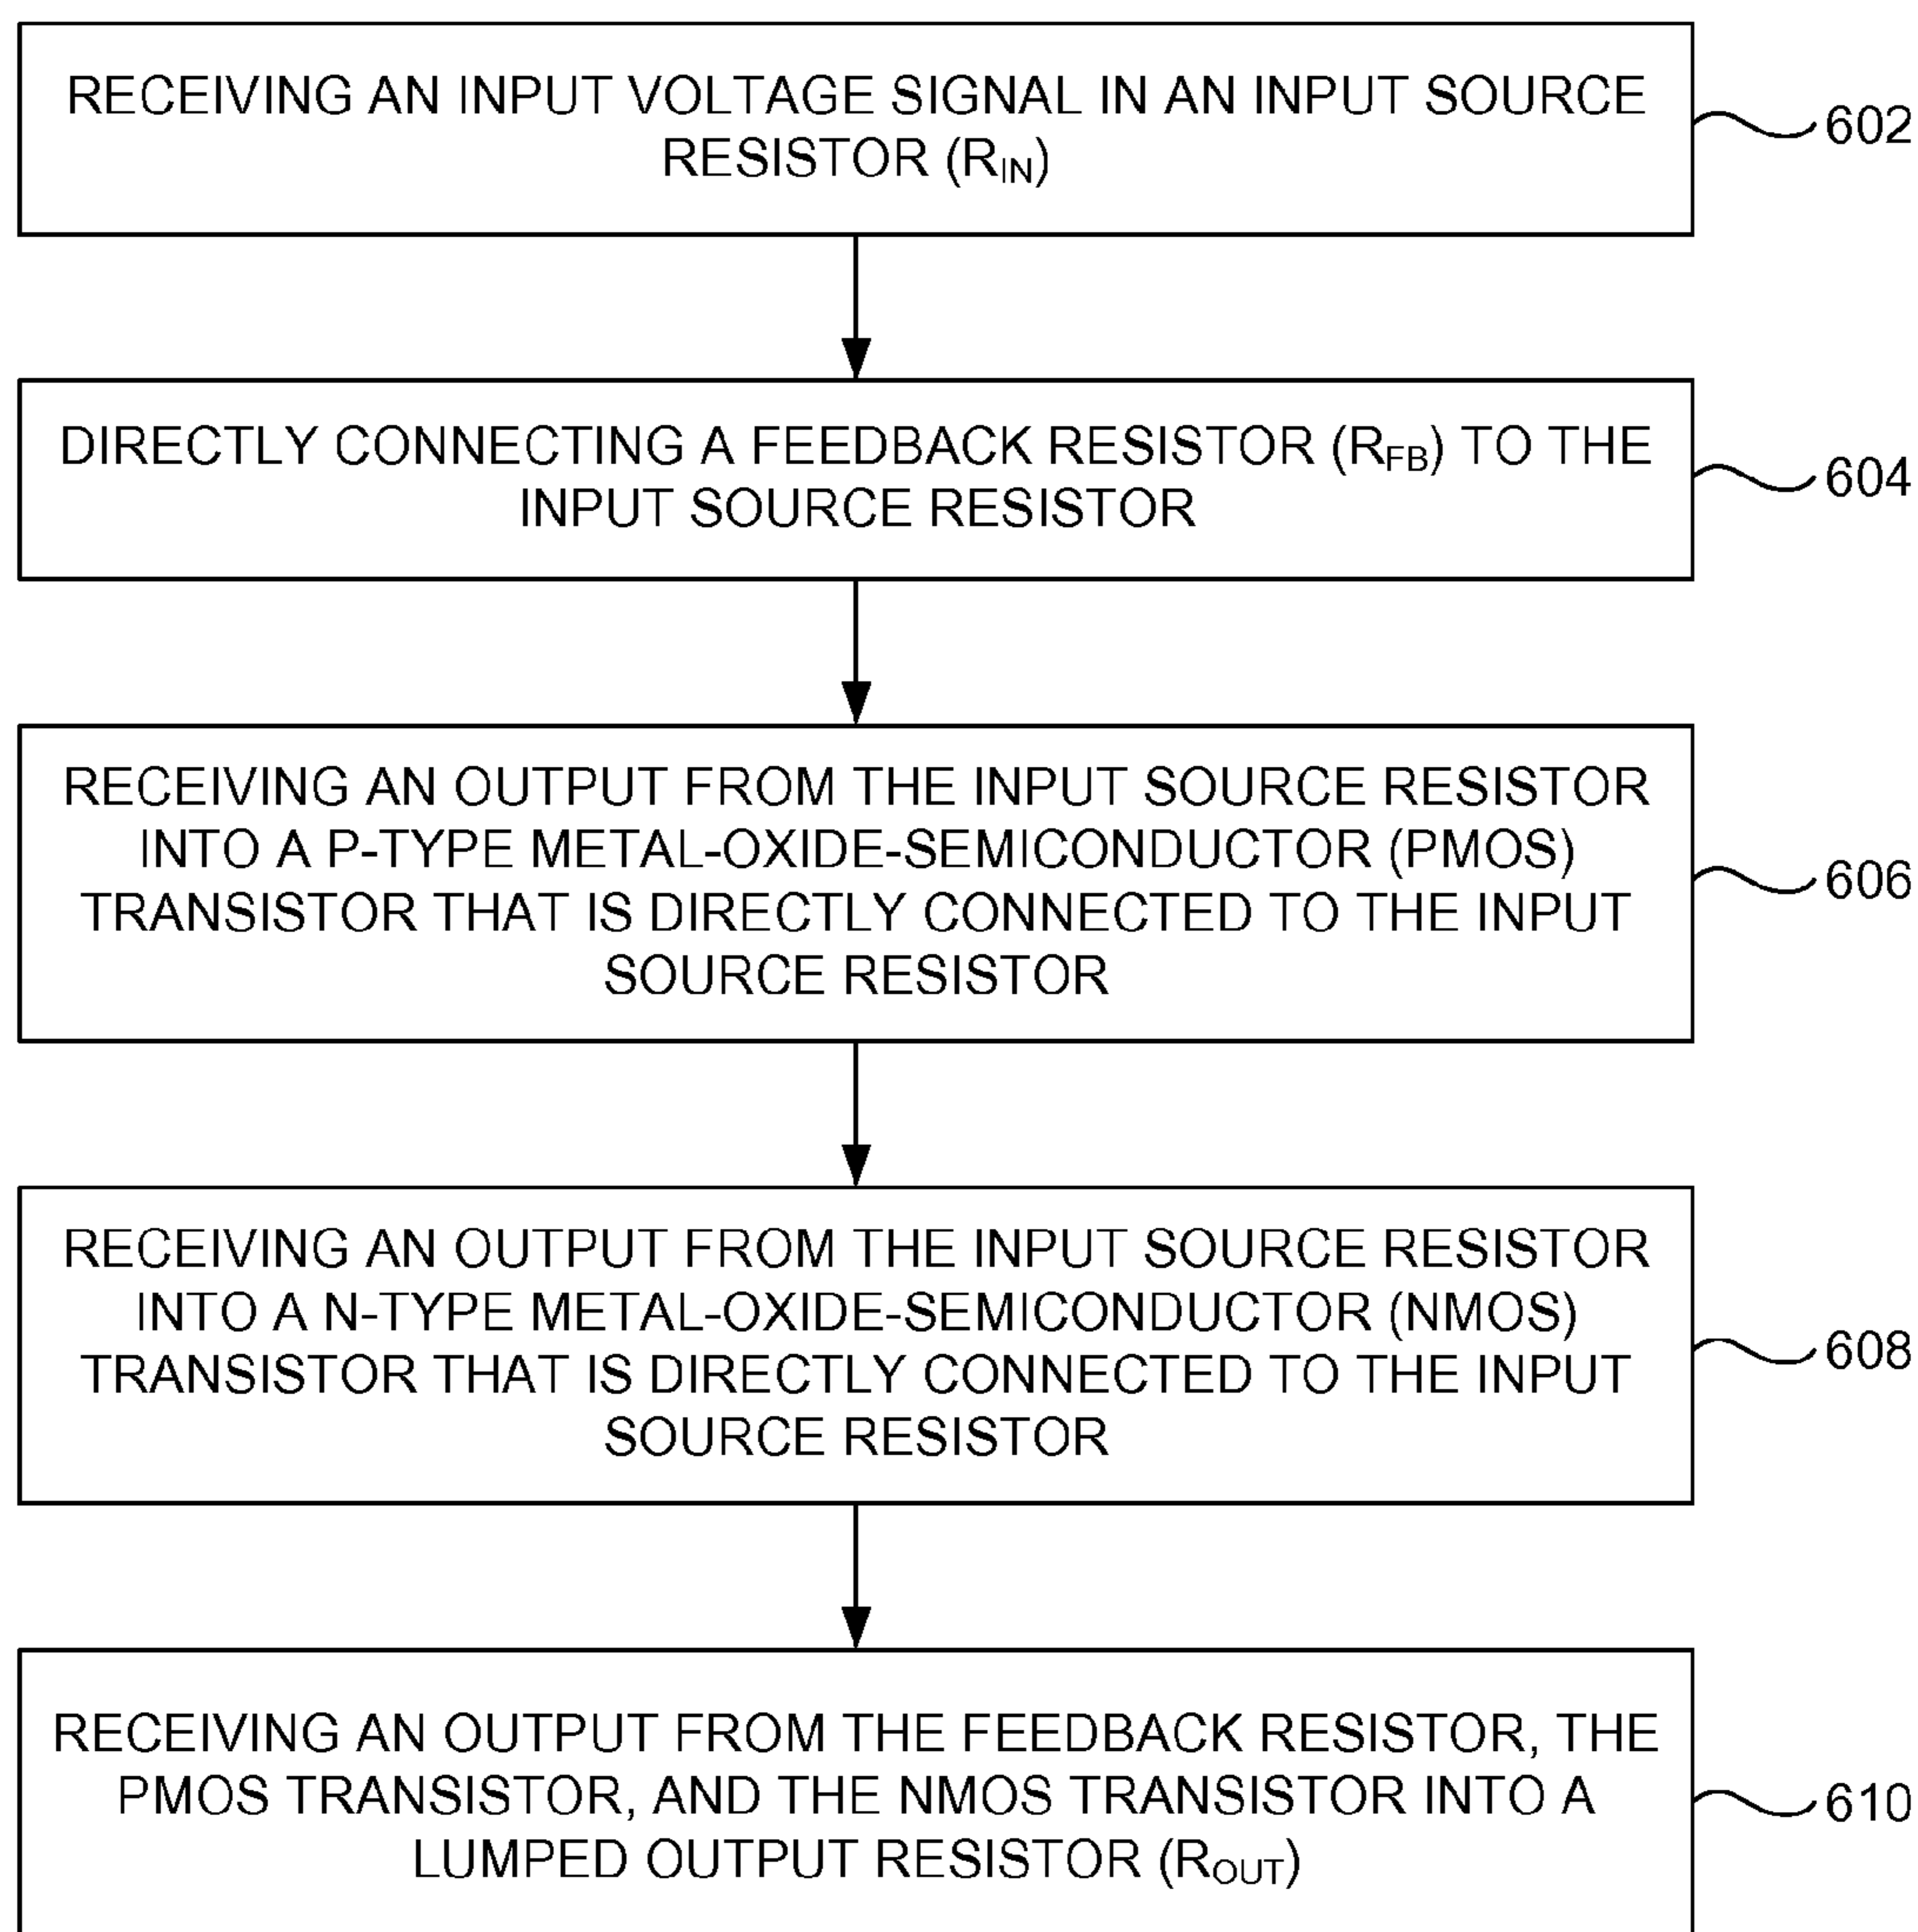 RECEIVING AN INPUT VOLTAGE SIGNAL IN AN INPUT SOURCE
RESISTOR (RIN)
602
DIRECTLY CONNECTING A FEEDBACK RESISTOR (RFB) TO THE
INPUT SOURCE RESISTOR
604
RECEIVING AN OUTPUT FROM THE INPUT SOURCE RESISTOR
INTO A P-TYPE METAL-OXIDE-SEMICONDUCTOR (PMOS)
TRANSISTOR THAT IS DIRECTLY CONNECTED TO THE INPUT
SOURCE RESISTOR
606
RECEIVING AN OUTPUT FROM THE INPUT SOURCE RESISTOR
INTO A N-TYPE METAL-OXIDE-SEMICONDUCTOR (NMOS)
TRANSISTOR THAT IS DIRECTLY CONNECTED TO THE INPUT
SOURCE RESISTOR
608
RECEIVING AN OUTPUT FROM THE FEEDBACK RESISTOR, THE
PMOS TRANSISTOR, AND THE NMOS TRANSISTOR INTO A
LUMPED OUTPUT RESISTOR (ROUT)
610